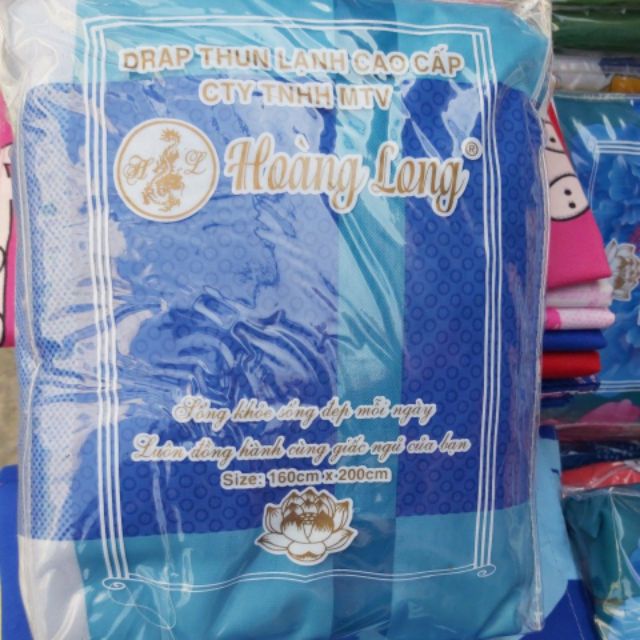 DRAP THUN LẠNH CAO CẤP
CTY TNHH MTV
H L
Hoàng Long ®
Sống khỏe sống đẹp mỗi ngày
Luôn đồng hành cùng giấc ngủ của bạn
Size: 160cm x 200cm